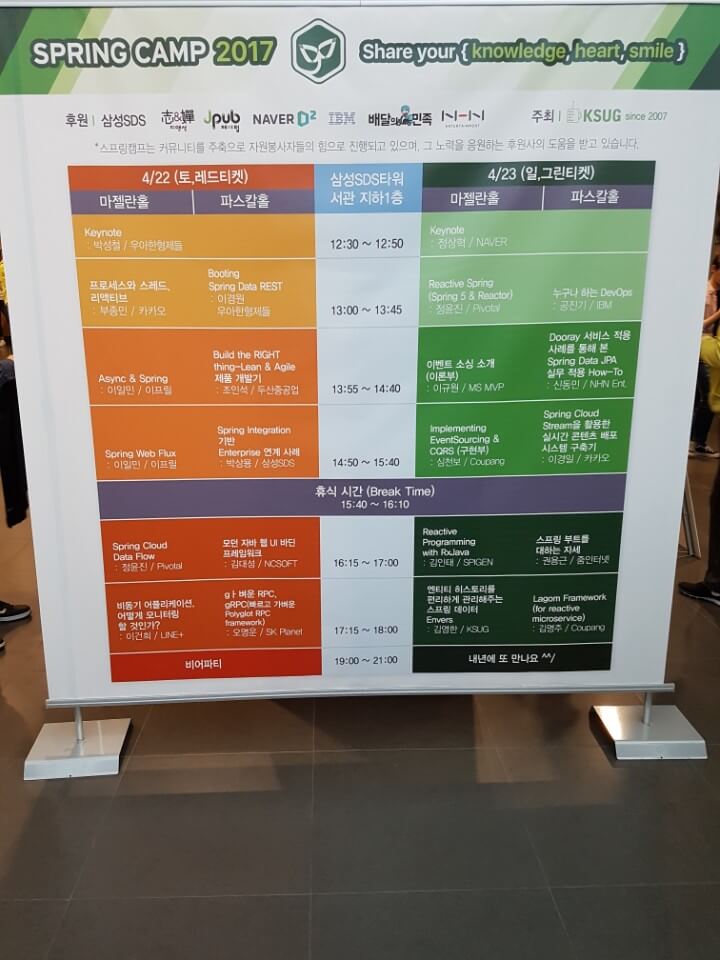 SPRING CAMP 2017
Share your { knowledge, heart, smile }
후원 | 삼성SDS 志&嬋 지앤선 Jpub 제이펍 NAVER D2 IBM 배달의민족 NHN ENTERTAINMENT 주최 | KSUG since 2007
*스프링캠프는 커뮤니티를 주축으로 자원봉사자들의 힘으로 진행되고 있으며, 그 노력을 응원하는 후원사의 도움을 받고 있습니다.
4/22 (토,레드티켓)
삼성SDS타워
서관 지하1층
4/23 (일,그린티켓)
마젤란홀 파스칼홀
마젤란홀 파스칼홀
Keynote
: 박성철 / 우아한형제들
12:30 ~ 12:50
Keynote
: 정상혁 / NAVER
프로세스와 스레드,
리액티브
: 부종민 / 카카오
Booting
Spring Data REST
: 이경원
우아한형제들
13:00 ~ 13:45
Reactive Spring
(Spring 5 & Reactor)
: 정윤진 / Pivotal
누구나 하는 DevOps
: 공진기 / IBM
Async & Spring
: 이일민 / 이프릴
Build the RIGHT
thing-Lean & Agile
제품 개발기
: 조인석 / 두산중공업
13:55 ~ 14:40
이벤트 소싱 소개
(이론부)
: 이규원 / MS MVP
Dooray 서비스 적용
사례를 통해 본
Spring Data JPA
실무 적용 How-To
: 신동민 / NHN Ent.
Spring Web Flux
: 이일민 / 이프릴
Spring Integration
기반
Enterprise 연계 사례
: 박상용 / 삼성SDS
14:50 ~ 15:40
Implementing
EventSourcing &
CQRS (구현부)
: 심천보 / Coupang
Spring Cloud
Stream을 활용한
실시간 콘텐츠 배포
시스템 구축기
: 이경일 / 카카오
휴식 시간 (Break Time)
15:40 ~ 16:10
Spring Cloud
Data Flow
: 정윤진 / Pivotal
모던 자바 웹 UI 바딘
프레임워크
: 김대성 / NCSOFT
16:15 ~ 17:00
Reactive
Programming
with RxJava
: 김인태 / SPIGEN
스프링 부트를
대하는 자세
: 권용근 / 줌인터넷
비동기 어플리케이션,
어떻게 모니터링
할 것인가?
: 이건희 / LINE+
gㅏ벼운 RPC,
gRPC(빠르고 가벼운
Polyglot RPC
framework)
: 오명운 / SK Planet
17:15 ~ 18:00
엔티티 히스토리를
편리하게 관리해주는
스프링 데이터
Envers
: 김영한 / KSUG
Lagom Framework
(for reactive
microservice)
: 김명주 / Coupang
비어파티
19:00 ~ 21:00
내년에 또 만나요 ^^/